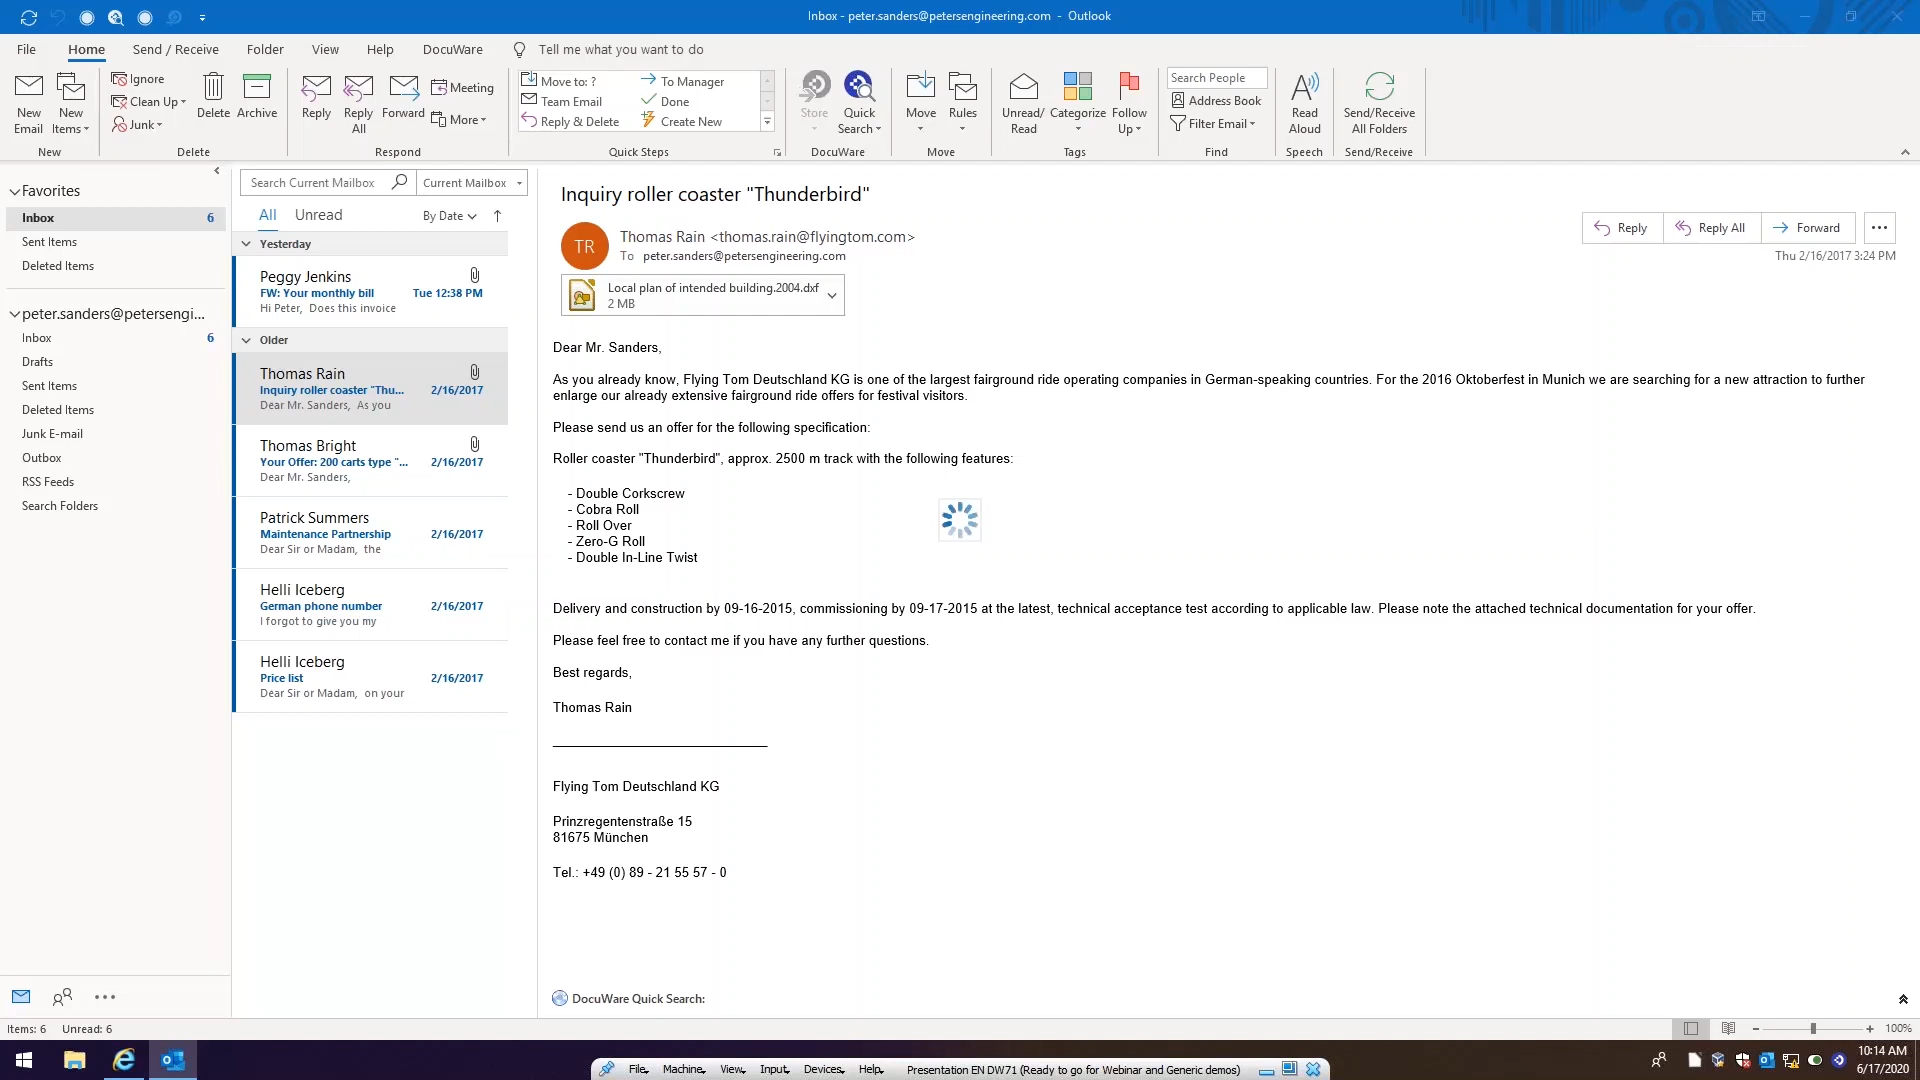 Inbox - peter.sanders@petersengineering.com - Outlook
File Home Send / Receive Folder View Help DocuWare Tell me what you want to do
New Email
New Items
New
Ignore
Clean Up
Junk
Delete
Archive
Delete
Reply
Reply All
Forward
Meeting
More
Respond
Move to: ?
Team Email
Reply & Delete
To Manager
Done
Create New
Quick Steps
Store
Quick Search
DocuWare
Move
Rules
Move
Unread/ Read
Categorize
Follow Up
Tags
Search People
Address Book
Filter Email
Find
Read Aloud
Speech
Send/Receive All Folders
Send/Receive
Favorites
Inbox 6
Sent Items
Deleted Items
peter.sanders@petersengi...
Inbox 6
Drafts
Sent Items
Deleted Items
Junk E-mail
Outbox
RSS Feeds
Search Folders
Search Current Mailbox
Current Mailbox
All Unread By Date
Yesterday
Peggy Jenkins
FW: Your monthly bill Tue 12:38 PM
Hi Peter, Does this invoice
Older
Thomas Rain
Inquiry roller coaster "Thu... 2/16/2017
Dear Mr. Sanders, As you
Thomas Bright
Your Offer: 200 carts type "... 2/16/2017
Dear Mr. Sanders,
Patrick Summers
Maintenance Partnership 2/16/2017
Dear Sir or Madam, the
Helli Iceberg
German phone number 2/16/2017
I forgot to give you my
Helli Iceberg
Price list 2/16/2017
Dear Sir or Madam, on your
Inquiry roller coaster "Thunderbird"
TR
Thomas Rain <thomas.rain@flyingtom.com>
To peter.sanders@petersengineering.com
Reply Reply All Forward
Thu 2/16/2017 3:24 PM
Local plan of intended building.2004.dxf
2 MB
Dear Mr. Sanders,
As you already know, Flying Tom Deutschland KG is one of the largest fairground ride operating companies in German-speaking countries. For the 2016 Oktoberfest in Munich we are searching for a new attraction to further
enlarge our already extensive fairground ride offers for festival visitors.
Please send us an offer for the following specification:
Roller coaster "Thunderbird", approx. 2500 m track with the following features:
- Double Corkscrew
- Cobra Roll
- Roll Over
- Zero-G Roll
- Double In-Line Twist
Delivery and construction by 09-16-2015, commissioning by 09-17-2015 at the latest, technical acceptance test according to applicable law. Please note the attached technical documentation for your offer.
Please feel free to contact me if you have any further questions.
Best regards,
Thomas Rain
Flying Tom Deutschland KG
Prinzregentenstraße 15
81675 München
Tel.: +49 (0) 89 - 21 55 57 - 0
DocuWare Quick Search:
Items: 6 Unread: 6
100%
File Machine View Input Devices Help Presentation EN DW71 (Ready to go for Webinar and Generic demos)
10:14 AM
6/17/2020